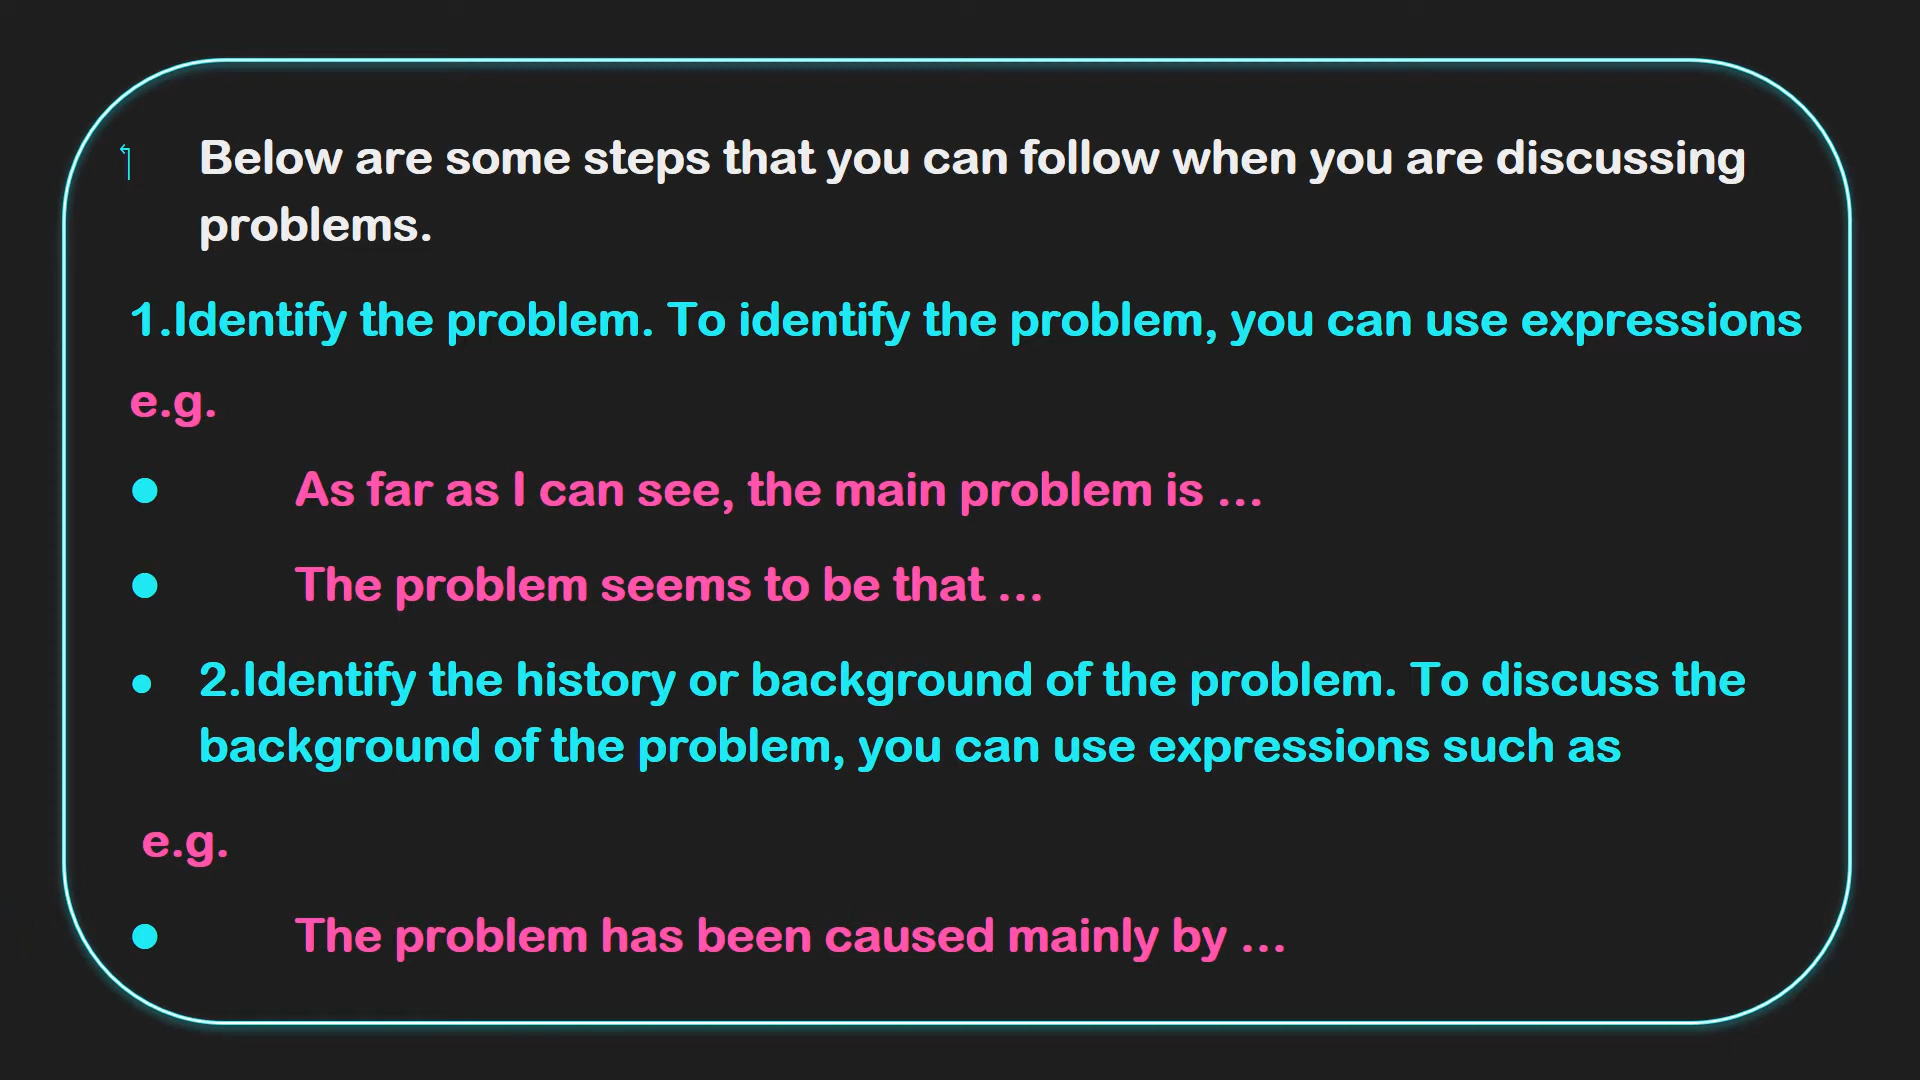 Below are some steps that you can follow when you are discussing
problems.
1.Identify the problem. To identify the problem, you can use expressions
e.g.
● As far as I can see, the main problem is …
● The problem seems to be that …
• 2.Identify the history or background of the problem. To discuss the
background of the problem, you can use expressions such as
e.g.
● The problem has been caused mainly by …